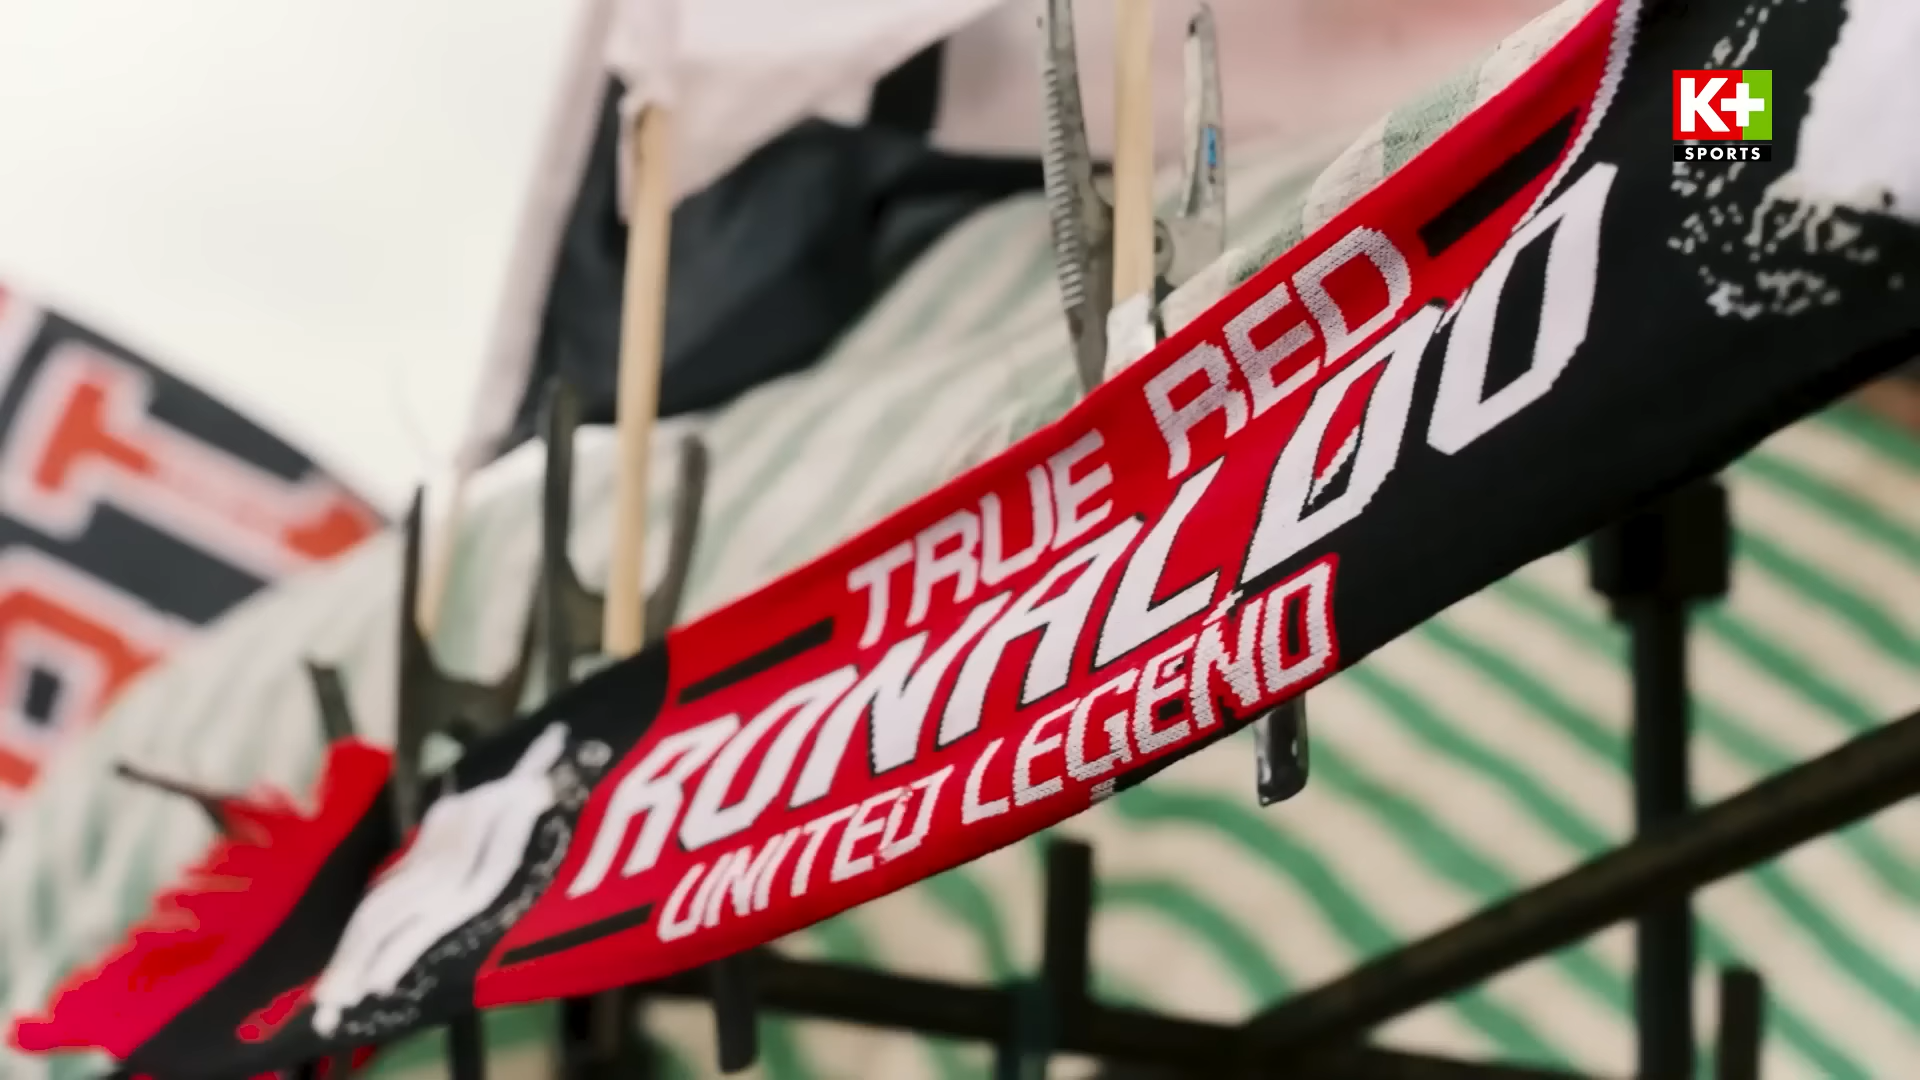 K+
SPORTS
TRUE RED
RONALDO
UNITED LEGEND